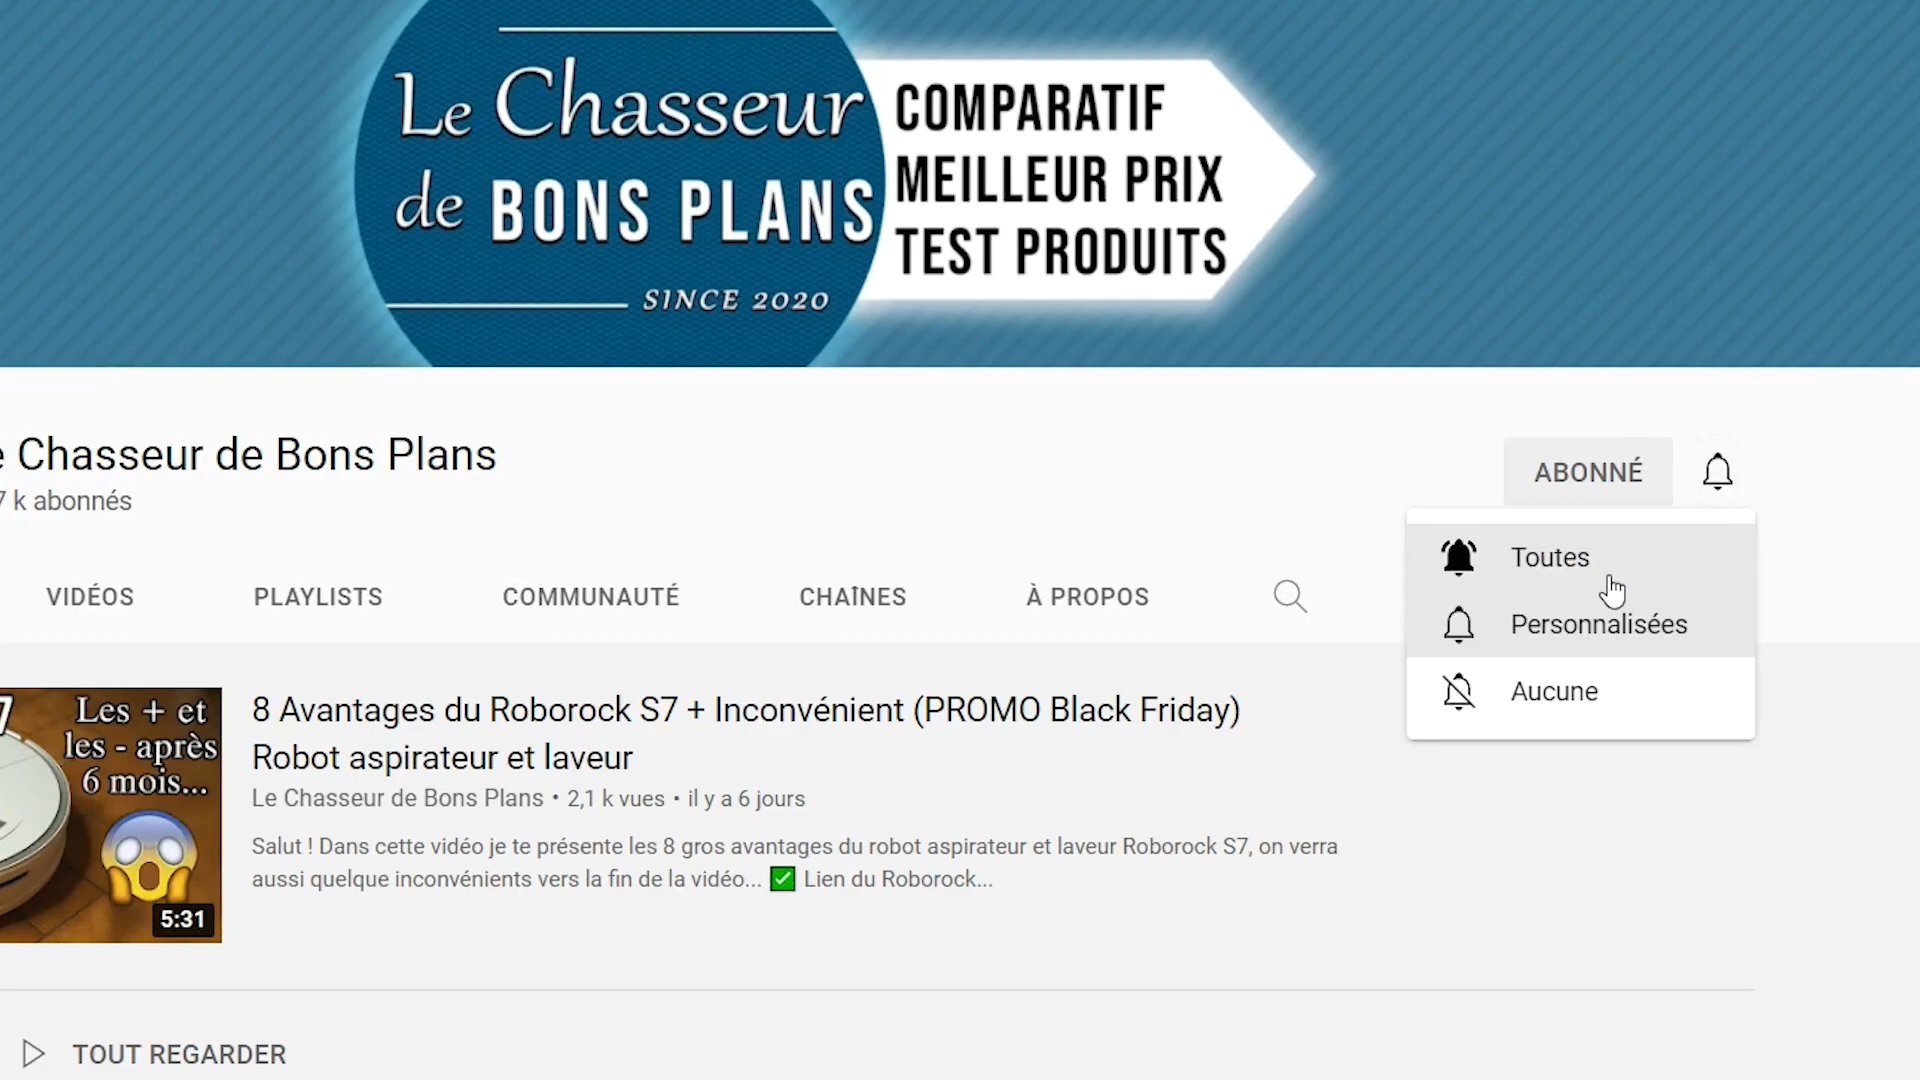 Le Chasseur
de BONS PLANS
SINCE 2020
COMPARATIF
MEILLEUR PRIX
TEST PRODUITS
Chasseur de Bons Plans
k abonnés
ABONNÉ
Toutes
Personnalisées
Aucune
VIDÉOS
PLAYLISTS
COMMUNAUTÉ
CHAÎNES
À PROPOS
7
Les + et
les - après
6 mois...
5:31
8 Avantages du Roborock S7 + Inconvénient (PROMO Black Friday)
Robot aspirateur et laveur
Le Chasseur de Bons Plans • 2,1 k vues • il y a 6 jours
Salut ! Dans cette vidéo je te présente les 8 gros avantages du robot aspirateur et laveur Roborock S7, on verra
aussi quelque inconvénients vers la fin de la vidéo... ✅ Lien du Roborock...
TOUT REGARDER